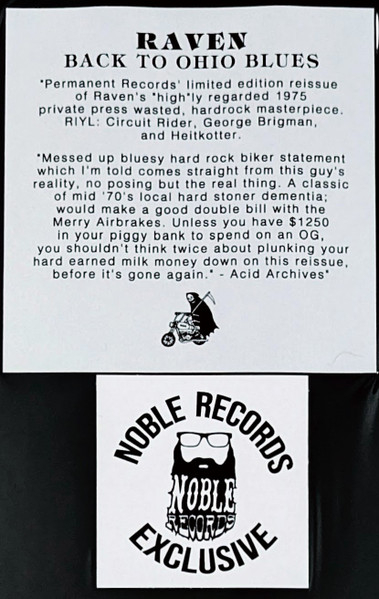 RAVEN
BACK TO OHIO BLUES
"Permanent Records' limited edition reissue
of Raven's "high"ly regarded 1975
private press wasted, hardrock masterpiece.
RIYL: Circuit Rider, George Brigman,
and Heitkotter.
"Messed up bluesy hard rock biker statement
which I'm told comes straight from this guy's
reality, no posing but the real thing. A classic
of mid '70's local hard stoner dementia;
would make a good double bill with the
Merry Airbrakes. Unless you have $1250
in your piggy bank to spend on an OG,
you shouldn't think twice about plunking your
hard earned milk money down on this reissue,
before it's gone again." - Acid Archives"
NOBLE RECORDS
NOBLE
RECORDS
EXCLUSIVE